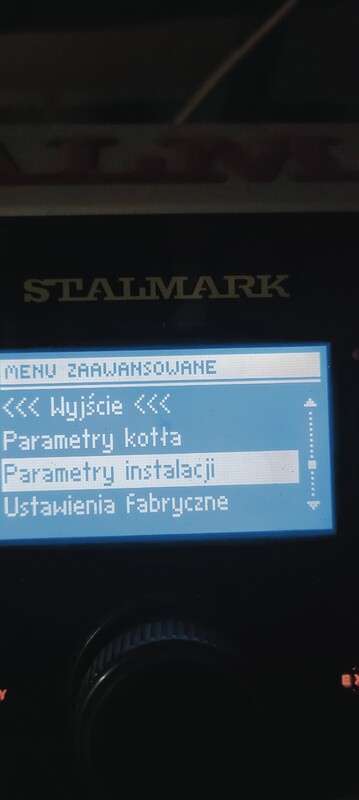 STALMARK
MENU ZAAWANSOWANE
<<< Wyjście <<<
Parametry kotła
Parametry instalacji
Ustawienia fabryczne